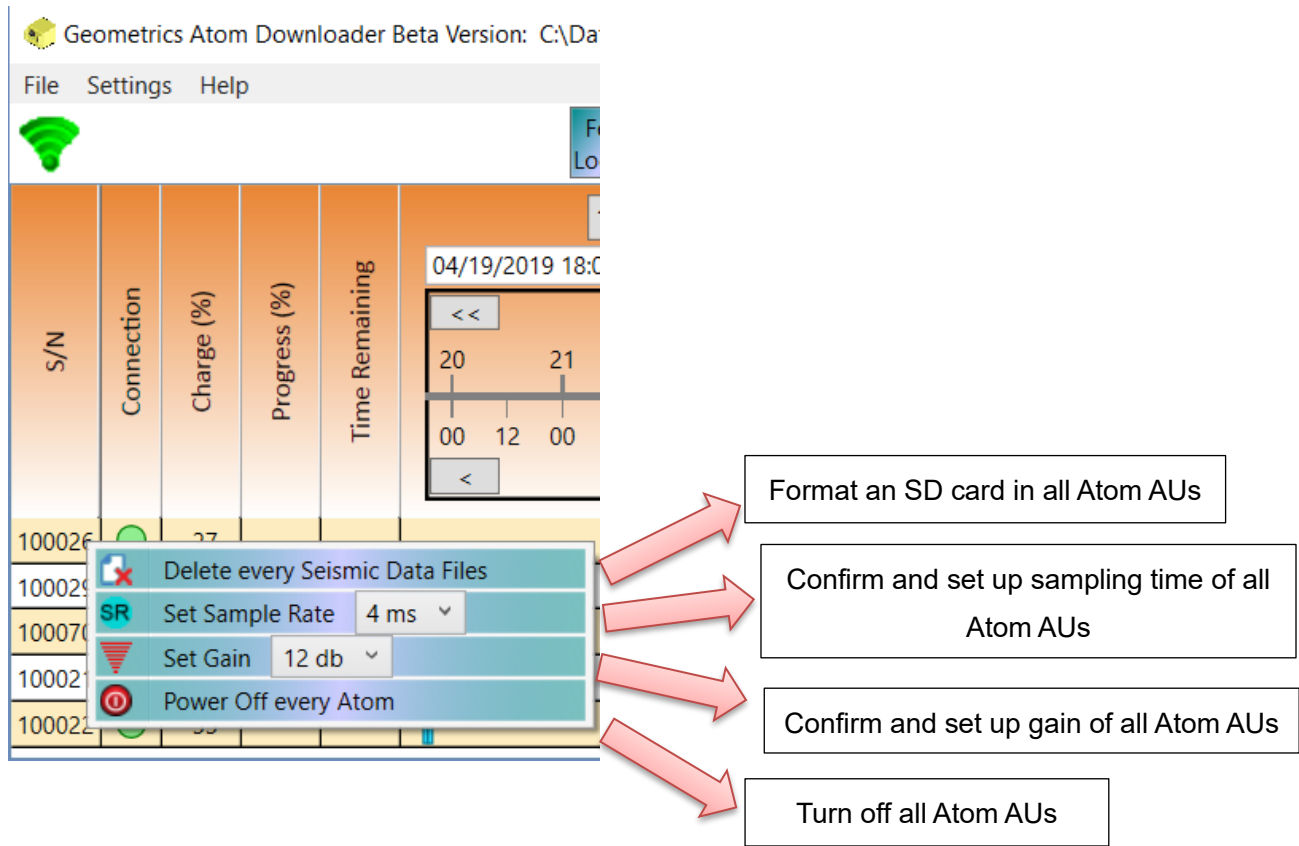 Geometrics Atom Downloader Beta Version: C:\Da
File Settings Help
S/N
Connection
Charge (%)
Progress (%)
Time Remaining
04/19/2019 18:0
<<
20 21
00 12 00
<
100026
27
100029
100070
100021
100022
Delete every Seismic Data Files
SR Set Sample Rate 4 ms
Set Gain 12 db
Power Off every Atom
Format an SD card in all Atom AUs
Confirm and set up sampling time of all
Atom AUs
Confirm and set up gain of all Atom AUs
Turn off all Atom AUs